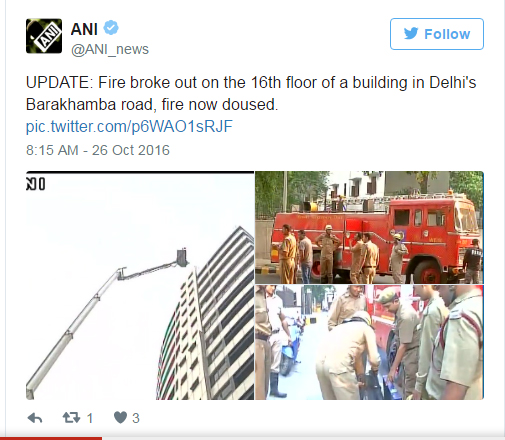 ANI
@ANI_news
Follow
UPDATE: Fire broke out on the 16th floor of a building in Delhi's
Barakhamba road, fire now doused.
pic.twitter.com/p6WAO1sRJF
8:15 AM - 26 Oct 2016
1
3